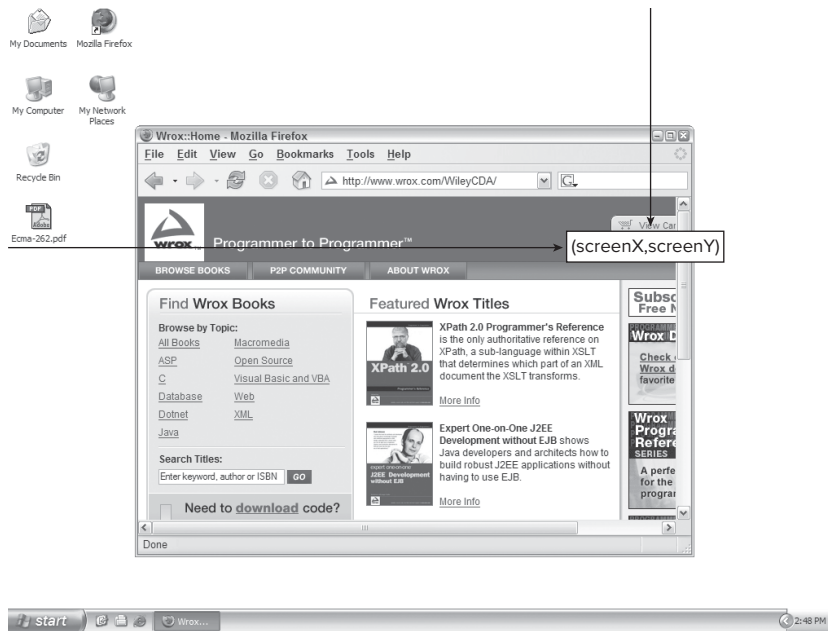 My Documents
Mozilla Firefox
My Computer
My Network
Places
Recycle Bin
Ecma-262.pdf
PDF
Adobe
Wrox::Home - Mozilla Firefox
File Edit View Go Bookmarks Tools Help
http://www.wrox.com/WileyCDA/
G
View Car
wrox
Programmer to Programmer™
(screenX,screenY)
BROWSE BOOKS
P2P COMMUNITY
ABOUT WROX
Find Wrox Books
Browse by Topic:
All Books Macromedia
ASP Open Source
C Visual Basic and VBA
Database Web
Dotnet XML
Java
Search Titles:
Enter keyword, author or ISBN GO
Need to download code?
Featured Wrox Titles
XPath 2.0
XPath 2.0 Programmer's Reference
is the only authoritative reference on
XPath, a sub-language within XSLT
that determines which part of an XML
document the XSLT transforms.
More Info
J2EE Development
without EJB
Expert One-on-One J2EE
Development without EJB shows
Java developers and architects how to
build robust J2EE applications without
having to use EJB.
More Info
Subsc
Free N
Wrox D
Check
Wrox d
favorite
Wrox
Progra
Refere
SERIES
A perfe
for the
program
Done
start
Wrox...
2:48 PM